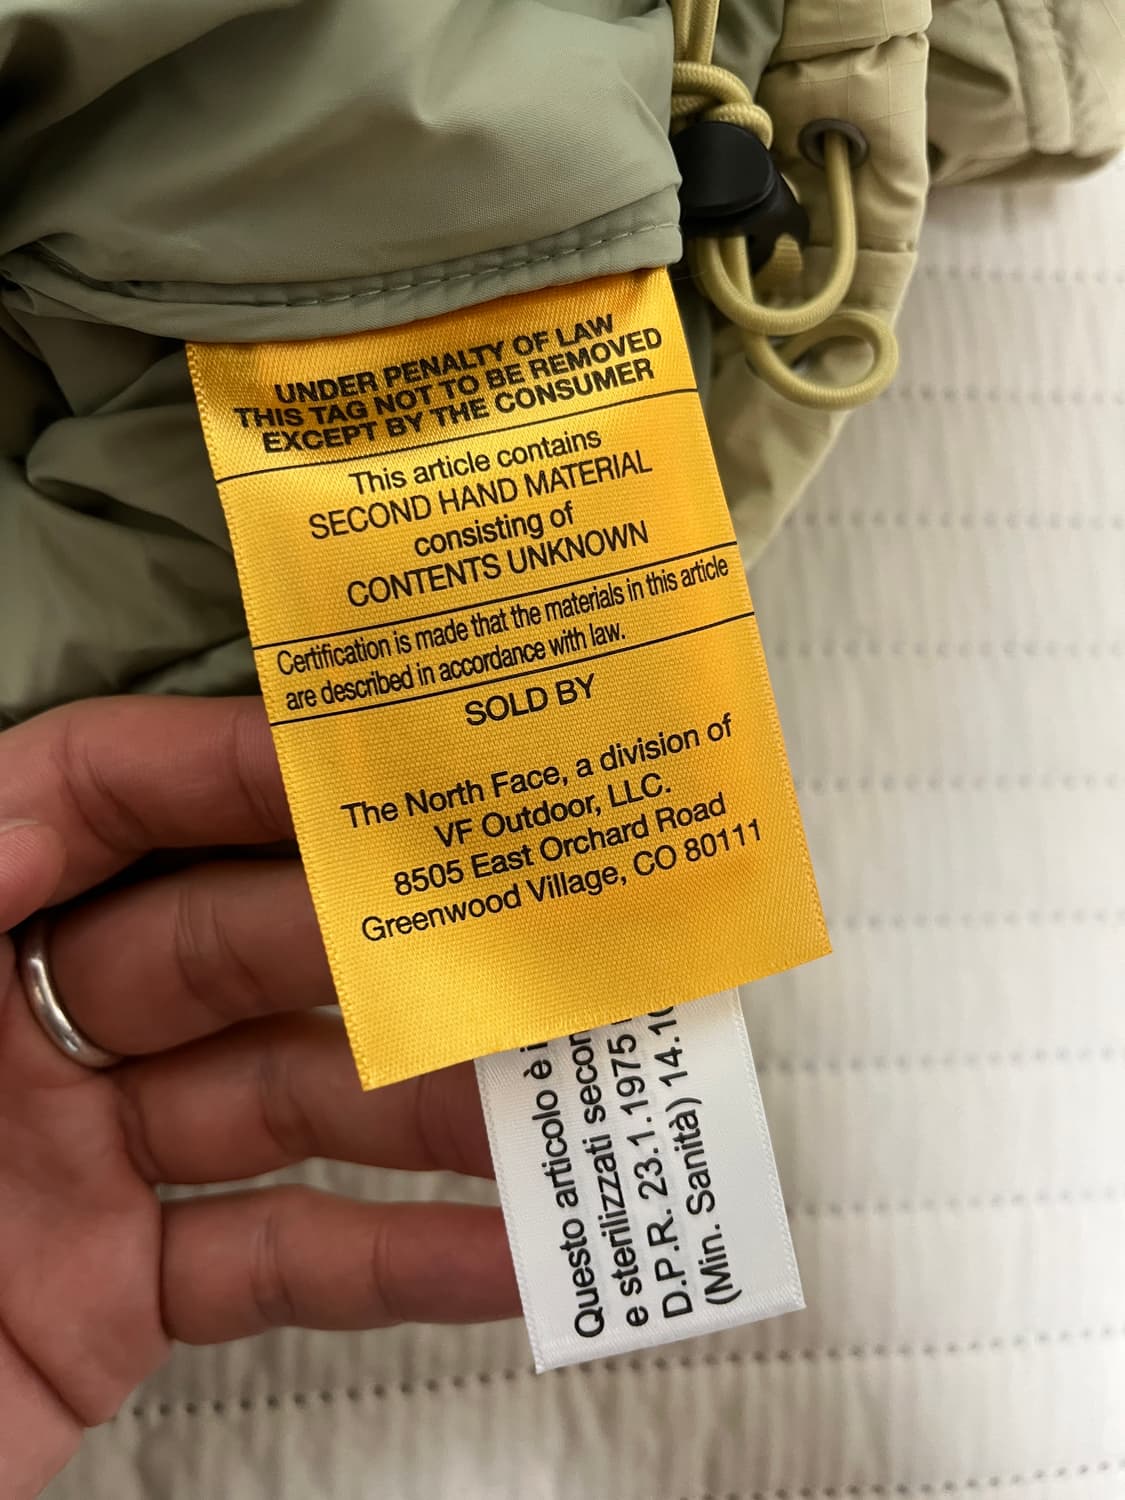 UNDER PENALTY OF LAW
THIS TAG NOT TO BE REMOVED
EXCEPT BY THE CONSUMER
This article contains
SECOND HAND MATERIAL
consisting of
CONTENTS UNKNOWN
Certification is made that the materials in this article
are described in accordance with law.
SOLD BY
The North Face, a division of
VF Outdoor, LLC.
8505 East Orchard Road
Greenwood Village, CO 80111
Questo articolo è
e sterilizzati
D.P.R. 23.1.1975
(Min. Sanità)